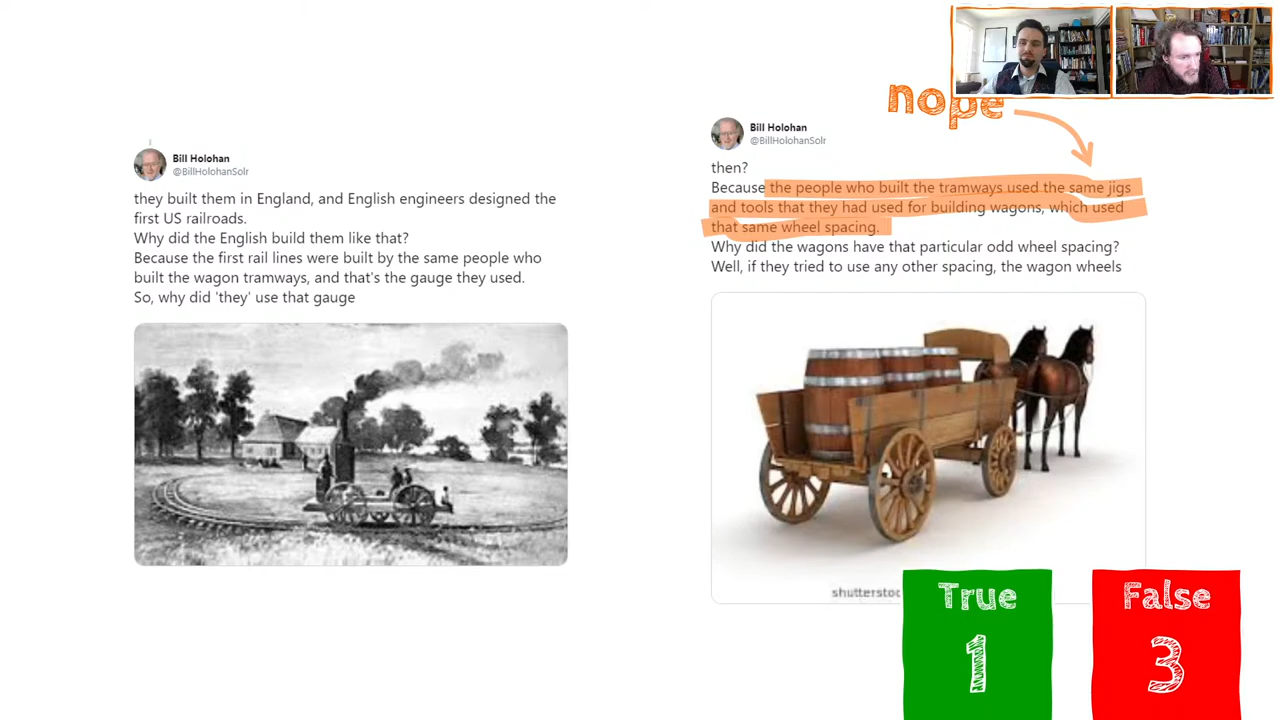 nope
Bill Holohan
@BillHolohanSolr
they built them in England, and English engineers designed the
first US railroads.
Why did the English build them like that?
Because the first rail lines were built by the same people who
built the wagon tramways, and that's the gauge they used.
So, why did 'they' use that gauge
Bill Holohan
@BillHolohanSolr
then?
Because the people who built the tramways used the same jigs
and tools that they had used for building wagons, which used
that same wheel spacing.
Why did the wagons have that particular odd wheel spacing?
Well, if they tried to use any other spacing, the wagon wheels
True
1
False
3